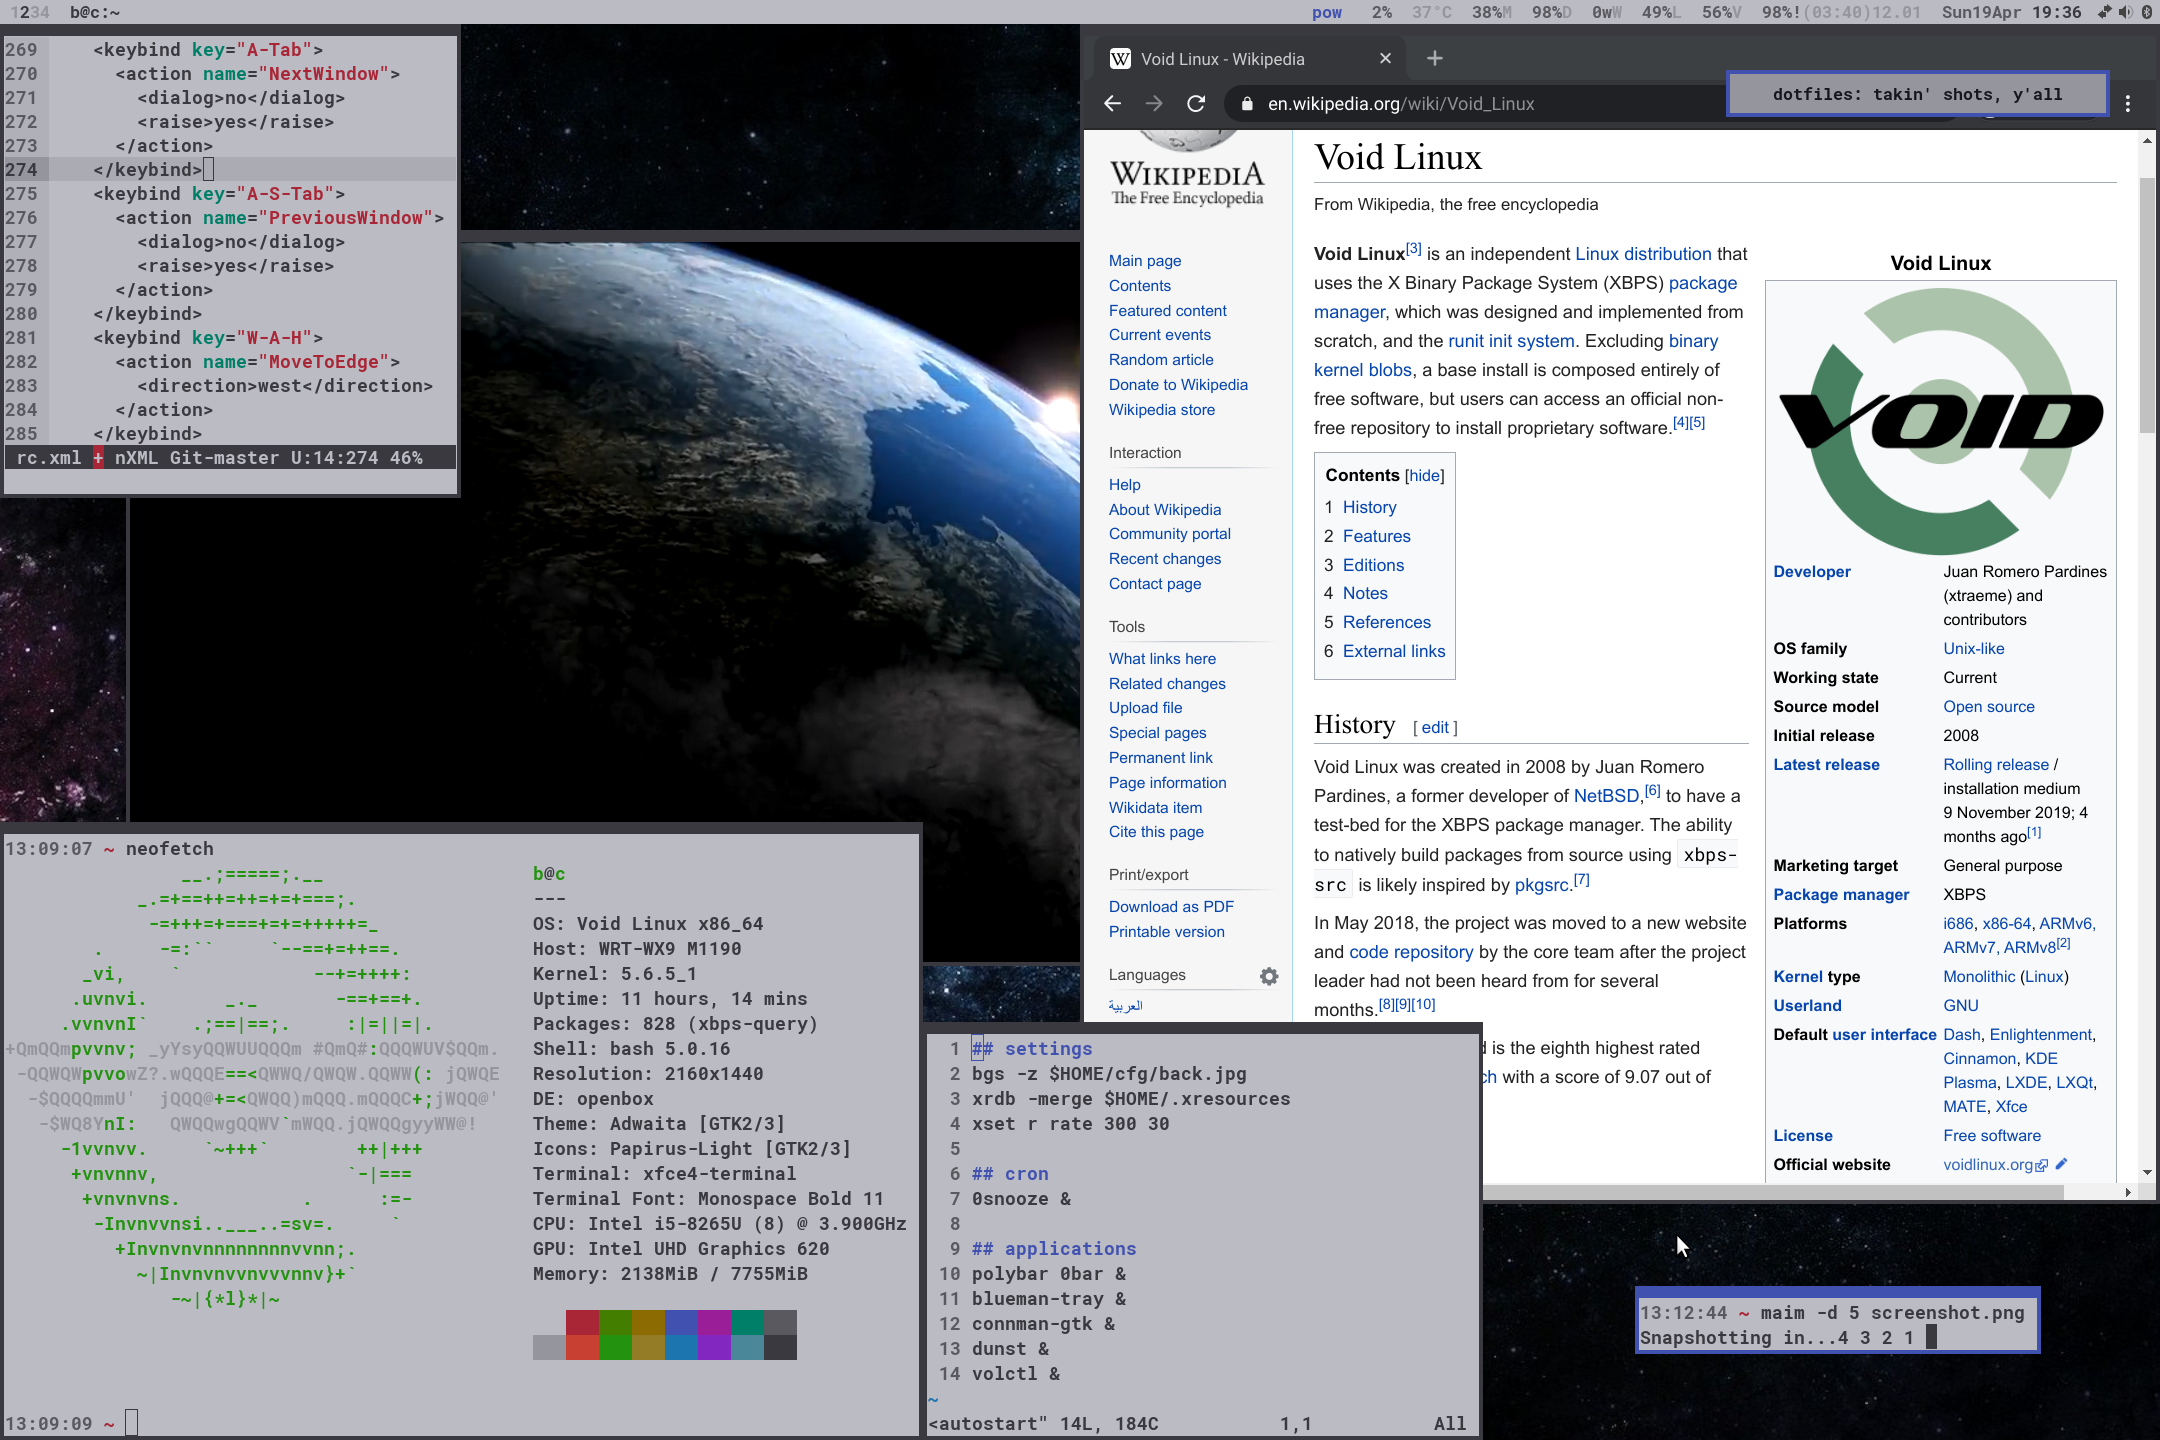 1234 b@c:~ pow 2% 37°C 38%M 98%D 0wW 49%L 56%V 98%!(03:40)12.01 Sun19Apr 19:36
269 <keybind key="A-Tab">
270 <action name="NextWindow">
271 <dialog>no</dialog>
272 <raise>yes</raise>
273 </action>
274 </keybind>
275 <keybind key="A-S-Tab">
276 <action name="PreviousWindow">
277 <dialog>no</dialog>
278 <raise>yes</raise>
279 </action>
280 </keybind>
281 <keybind key="W-A-H">
282 <action name="MoveToEdge">
283 <direction>west</direction>
284 </action>
285 </keybind>
rc.xml + nXML Git-master U:14:274 46%
Void Linux - Wikipedia
en.wikipedia.org/wiki/Void_Linux
dotfiles: takin' shots, y'all
WIKIPEDIA
The Free Encyclopedia
Main page
Contents
Featured content
Current events
Random article
Donate to Wikipedia
Wikipedia store
Interaction
Help
About Wikipedia
Community portal
Recent changes
Contact page
Tools
What links here
Related changes
Upload file
Special pages
Permanent link
Page information
Wikidata item
Cite this page
Print/export
Download as PDF
Printable version
Languages
العربية
Void Linux
From Wikipedia, the free encyclopedia
Void Linux[3] is an independent Linux distribution that
uses the X Binary Package System (XBPS) package
manager, which was designed and implemented from
scratch, and the runit init system. Excluding binary
kernel blobs, a base install is composed entirely of
free software, but users can access an official non-
free repository to install proprietary software.[4][5]
Contents [hide]
1 History
2 Features
3 Editions
4 Notes
5 References
6 External links
History [ edit ]
Void Linux was created in 2008 by Juan Romero
Pardines, a former developer of NetBSD,[6] to have a
test-bed for the XBPS package manager. The ability
to natively build packages from source using xbps-
src is likely inspired by pkgsrc.[7]
In May 2018, the project was moved to a new website
and code repository by the core team after the project
leader had not been heard from for several
months.[8][9][10]
d is the eighth highest rated
ch with a score of 9.07 out of
Void Linux
VOID
Developer Juan Romero Pardines
(xtraeme) and
contributors
OS family Unix-like
Working state Current
Source model Open source
Initial release 2008
Latest release Rolling release /
installation medium
9 November 2019; 4
months ago[1]
Marketing target General purpose
Package manager XBPS
Platforms i686, x86-64, ARMv6,
ARMv7, ARMv8[2]
Kernel type Monolithic (Linux)
Userland GNU
Default user interface Dash, Enlightenment,
Cinnamon, KDE
Plasma, LXDE, LXQt,
MATE, Xfce
License Free software
Official website voidlinux.org
13:09:07 ~ neofetch
b@c
---
OS: Void Linux x86_64
Host: WRT-WX9 M1190
Kernel: 5.6.5_1
Uptime: 11 hours, 14 mins
Packages: 828 (xbps-query)
Shell: bash 5.0.16
Resolution: 2160x1440
DE: openbox
Theme: Adwaita [GTK2/3]
Icons: Papirus-Light [GTK2/3]
Terminal: xfce4-terminal
Terminal Font: Monospace Bold 11
CPU: Intel i5-8265U (8) @ 3.900GHz
GPU: Intel UHD Graphics 620
Memory: 2138MiB / 7755MiB
13:09:09 ~
1 ## settings
2 bgs -z $HOME/cfg/back.jpg
3 xrdb -merge $HOME/.xresources
4 xset r rate 300 30
5
6 ## cron
7 0snooze &
8
9 ## applications
10 polybar 0bar &
11 blueman-tray &
12 connman-gtk &
13 dunst &
14 volctl &
~
<autostart" 14L, 184C 1,1 All
13:12:44 ~ maim -d 5 screenshot.png
Snapshotting in...4 3 2 1